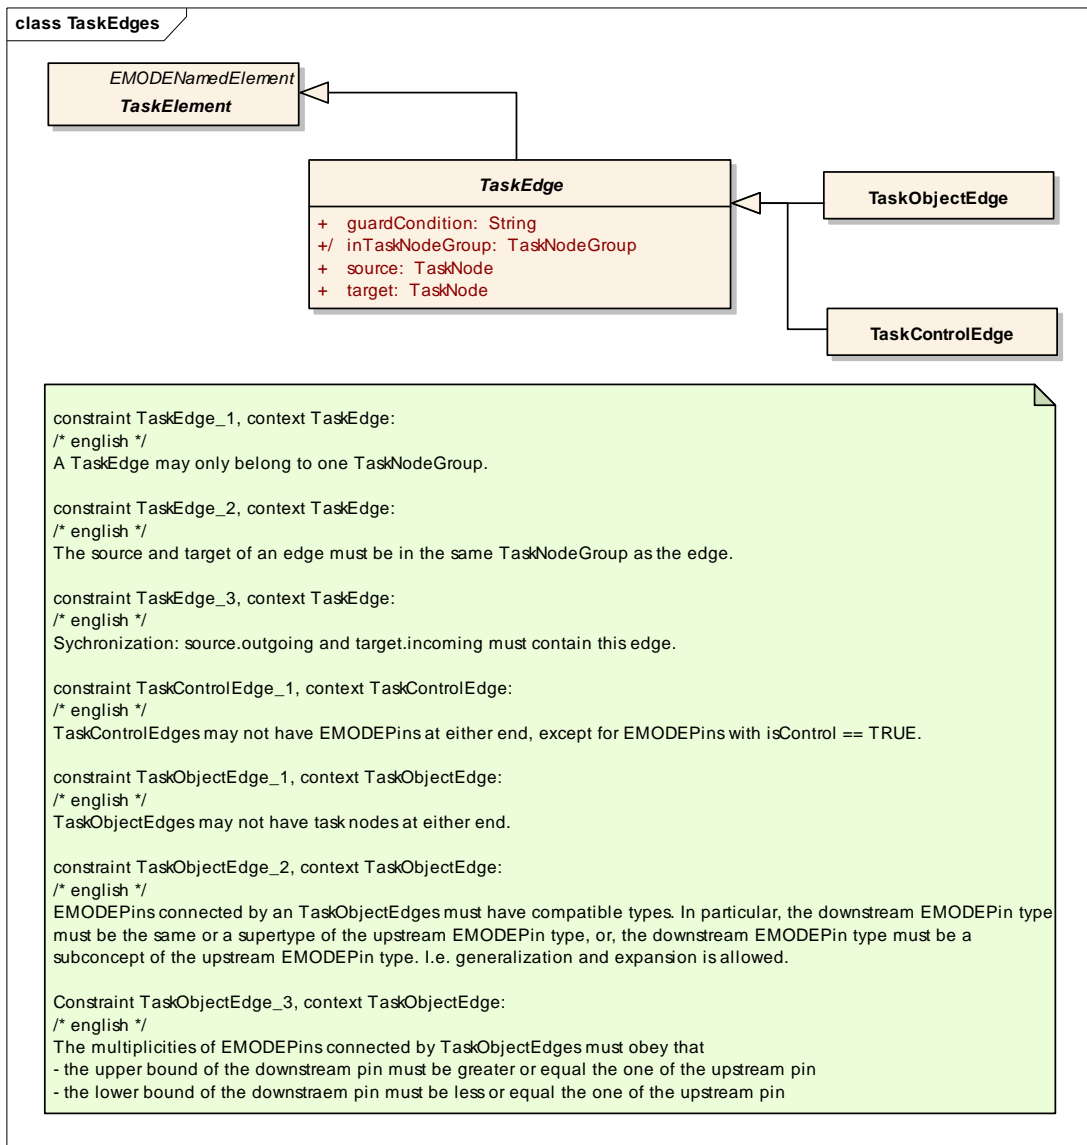 class TaskEdges
EMODENamedElement
TaskElement
TaskEdge
+ guardCondition: String
+/ inTaskNodeGroup: TaskNodeGroup
+ source: TaskNode
+ target: TaskNode
TaskObjectEdge
TaskControlEdge
constraint TaskEdge_1, context TaskEdge:
/* english */
A TaskEdge may only belong to one TaskNodeGroup.
constraint TaskEdge_2, context TaskEdge:
/* english */
The source and target of an edge must be in the same TaskNodeGroup as the edge.
constraint TaskEdge_3, context TaskEdge:
/* english */
Sychronization: source.outgoing and target.incoming must contain this edge.
constraint TaskControlEdge_1, context TaskControlEdge:
/* english */
TaskControlEdges may not have EMODEPins at either end, except for EMODEPins with isControl == TRUE.
constraint TaskObjectEdge_1, context TaskObjectEdge:
/* english */
TaskObjectEdges may not have task nodes at either end.
constraint TaskObjectEdge_2, context TaskObjectEdge:
/* english */
EMODEPins connected by an TaskObjectEdges must have compatible types. In particular, the downstream EMODEPin type
must be the same or a supertype of the upstream EMODEPin type, or, the downstream EMODEPin type must be a
subconcept of the upstream EMODEPin type. I.e. generalization and expansion is allowed.
Constraint TaskObjectEdge_3, context TaskObjectEdge:
/* english */
The multiplicities of EMODEPins connected by TaskObjectEdges must obey that
- the upper bound of the downstream pin must be greater or equal the one of the upstream pin
- the lower bound of the downstraem pin must be less or equal the one of the upstream pin